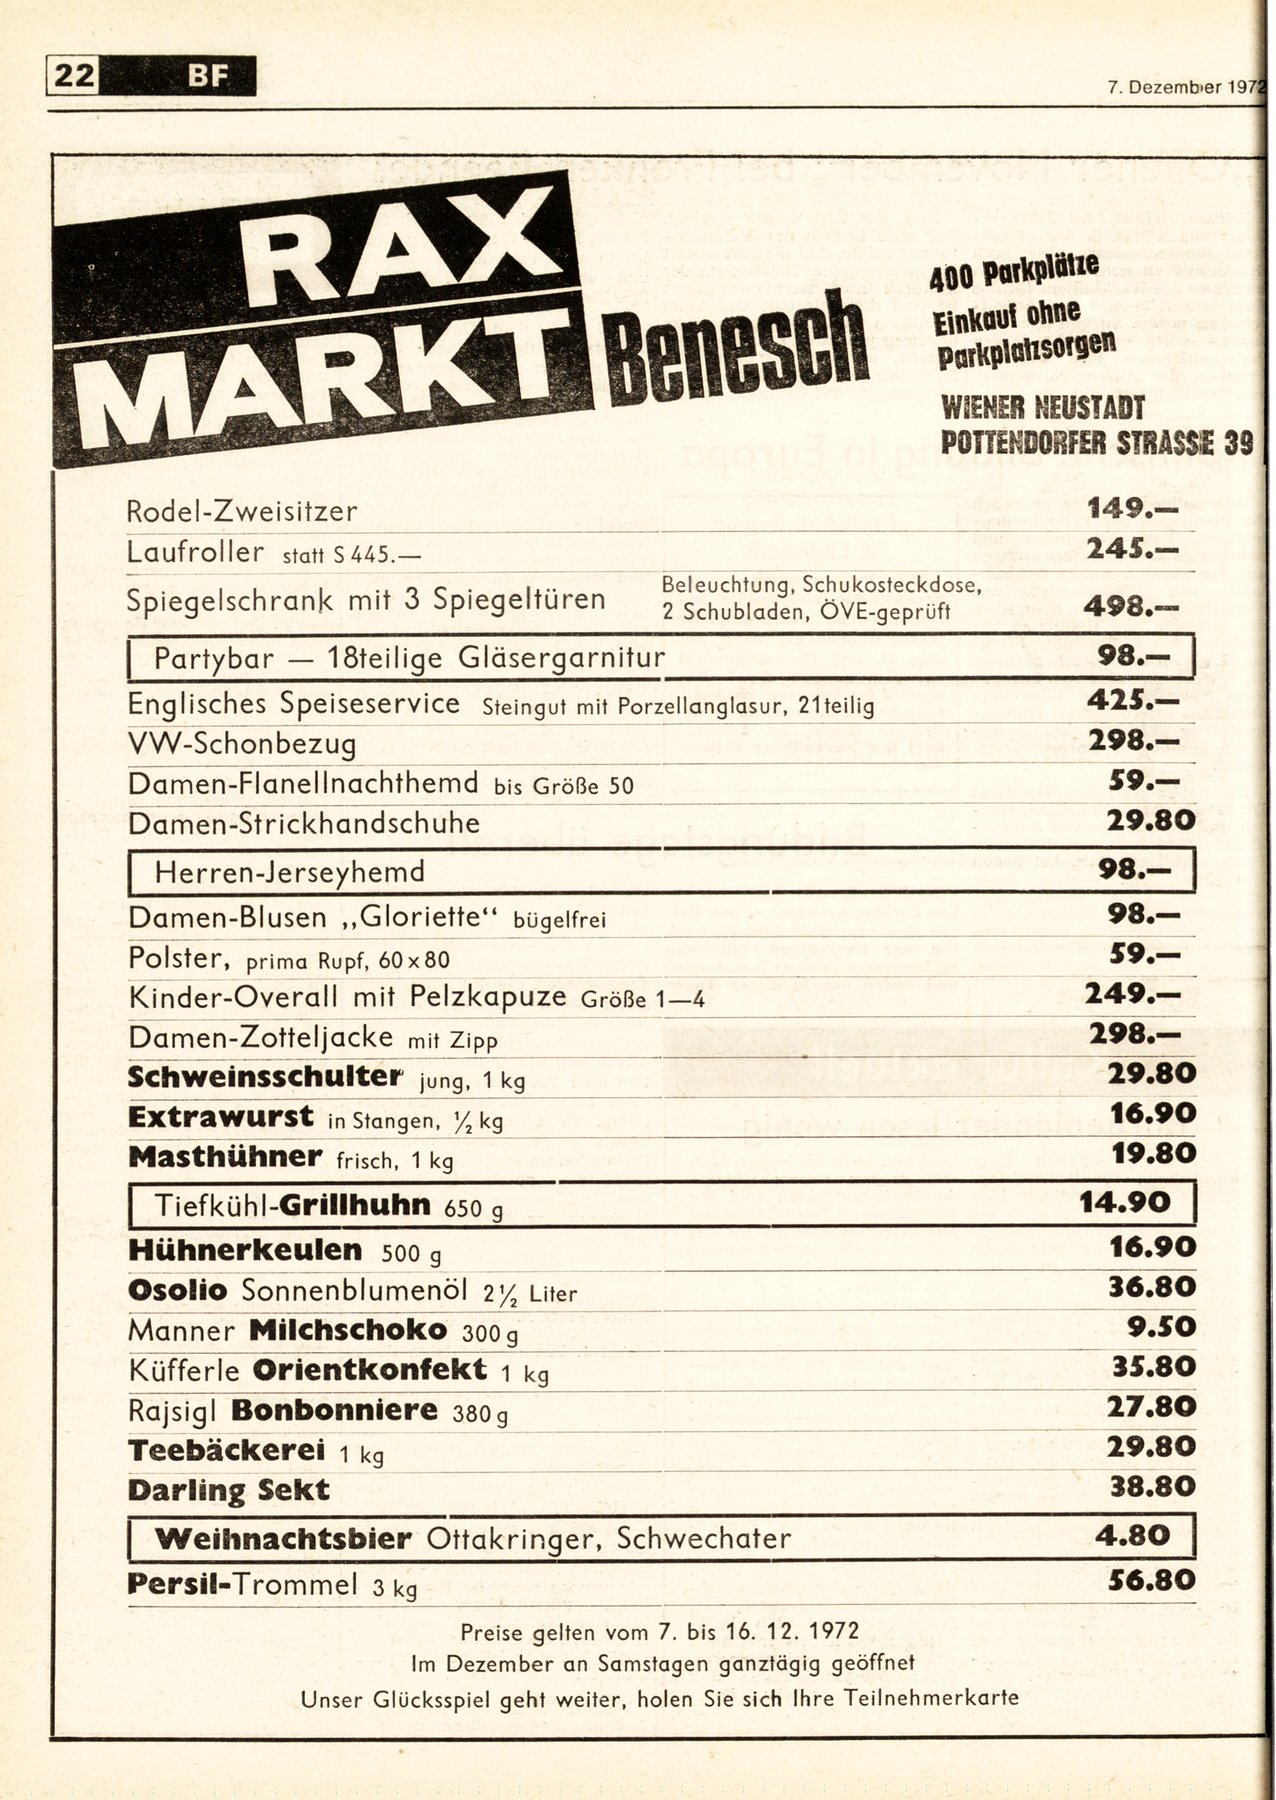 22 BF
7. Dezember 1972
RAX
MARKT Benesch
400 Parkplätze
Einkauf ohne
Parkplatzsorgen
WIENER NEUSTADT
POTTENDORFER STRASSE 39
Rodel-Zweisitzer 149.—
Laufroller statt S 445.— 245.—
Spiegelschrank mit 3 Spiegeltüren Beleuchtung, Schukosteckdose, 2 Schubladen, ÖVE-geprüft 498.—
Partybar — 18teilige Gläsergarnitur 98.—
Englisches Speiseservice Steingut mit Porzellanglasur, 21teilig 425.—
VW-Schonbezug 298.—
Damen-Flanellnachthemd bis Größe 50 59.—
Damen-Strickhandschuhe 29.80
Herren-Jerseyhemd 98.—
Damen-Blusen „Gloriette“ bügelfrei 98.—
Polster, prima Rupf, 60 x 80 59.—
Kinder-Overall mit Pelzkapuze Größe 1—4 249.—
Damen-Zotteljacke mit Zipp 298.—
Schweinsschulter jung, 1 kg 29.80
Extrawurst in Stangen, ½ kg 16.90
Masthühner frisch, 1 kg 19.80
Tiefkühl-Grillhuhn 650 g 14.90
Hühnerkeulen 500 g 16.90
Osolio Sonnenblumenöl 2½ Liter 36.80
Manner Milchschoko 300 g 9.50
Küfferle Orientkonfekt 1 kg 35.80
Rajsigl Bonbonniere 380 g 27.80
Teebäckerei 1 kg 29.80
Darling Sekt 38.80
Weihnachtsbier Ottakringer, Schwechater 4.80
Persil-Trommel 3 kg 56.80
Preise gelten vom 7. bis 16. 12. 1972
Im Dezember an Samstagen ganztägig geöffnet
Unser Glücksspiel geht weiter, holen Sie sich Ihre Teilnehmerkarte